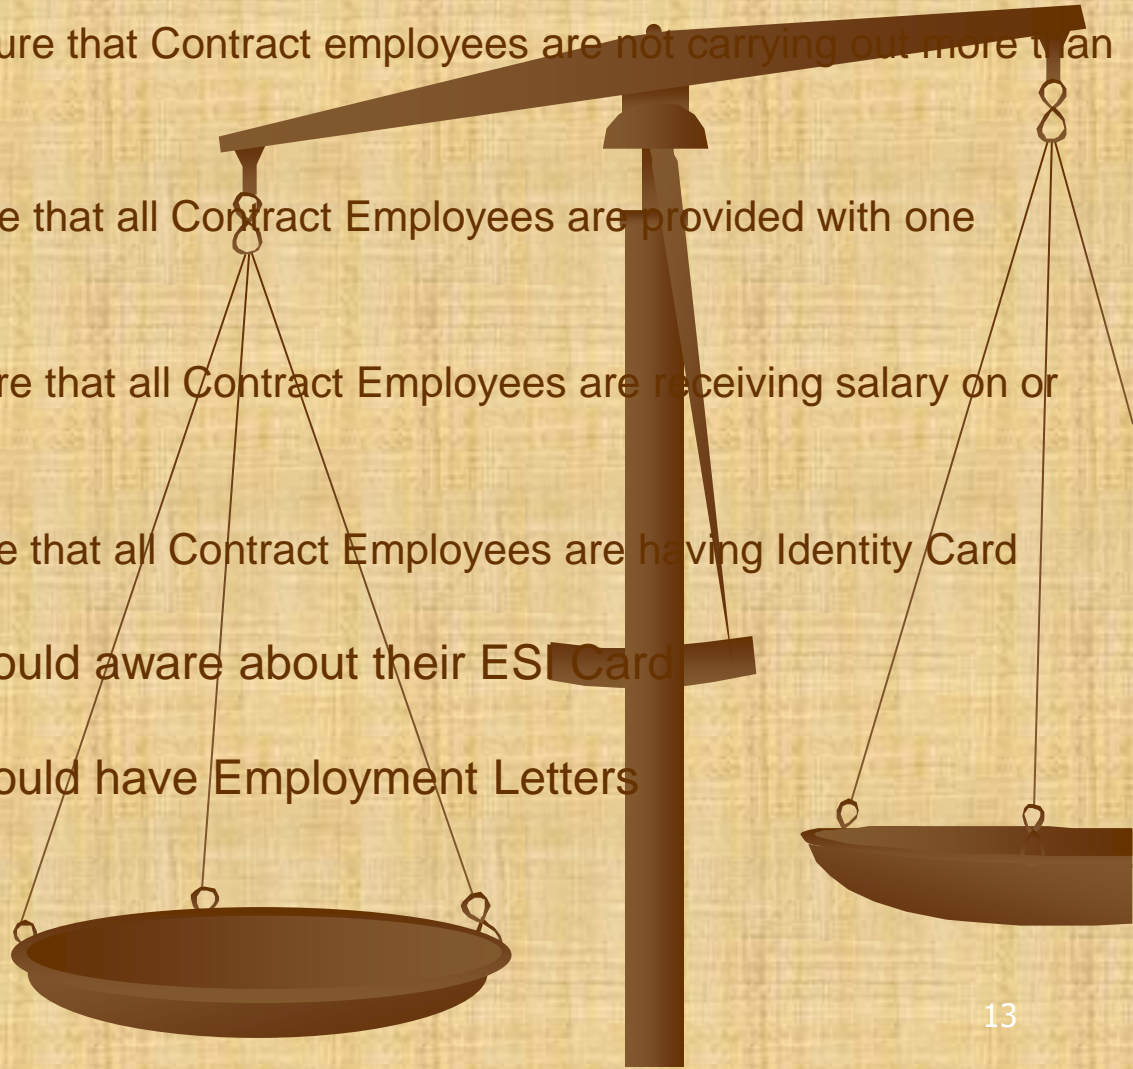 ure that Contract employees are not carrying out more than
e that all Contract Employees are provided with one
re that all Contract Employees are receiving salary on or
e that all Contract Employees are having Identity Card
ould aware about their ESI Card
ould have Employment Letters
13